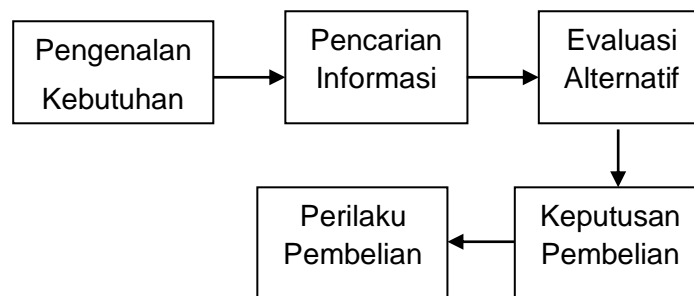 Pengenalan
Kebutuhan
Pencarian
Informasi
Evaluasi
Alternatif
Keputusan
Pembelian
Perilaku
Pembelian